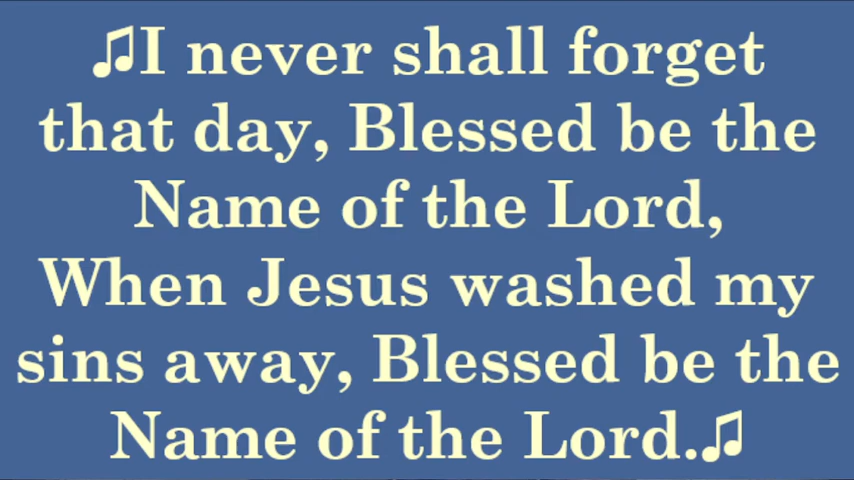 ♫I never shall forget
that day, Blessed be the
Name of the Lord,
When Jesus washed my
sins away, Blessed be the
Name of the Lord.♫